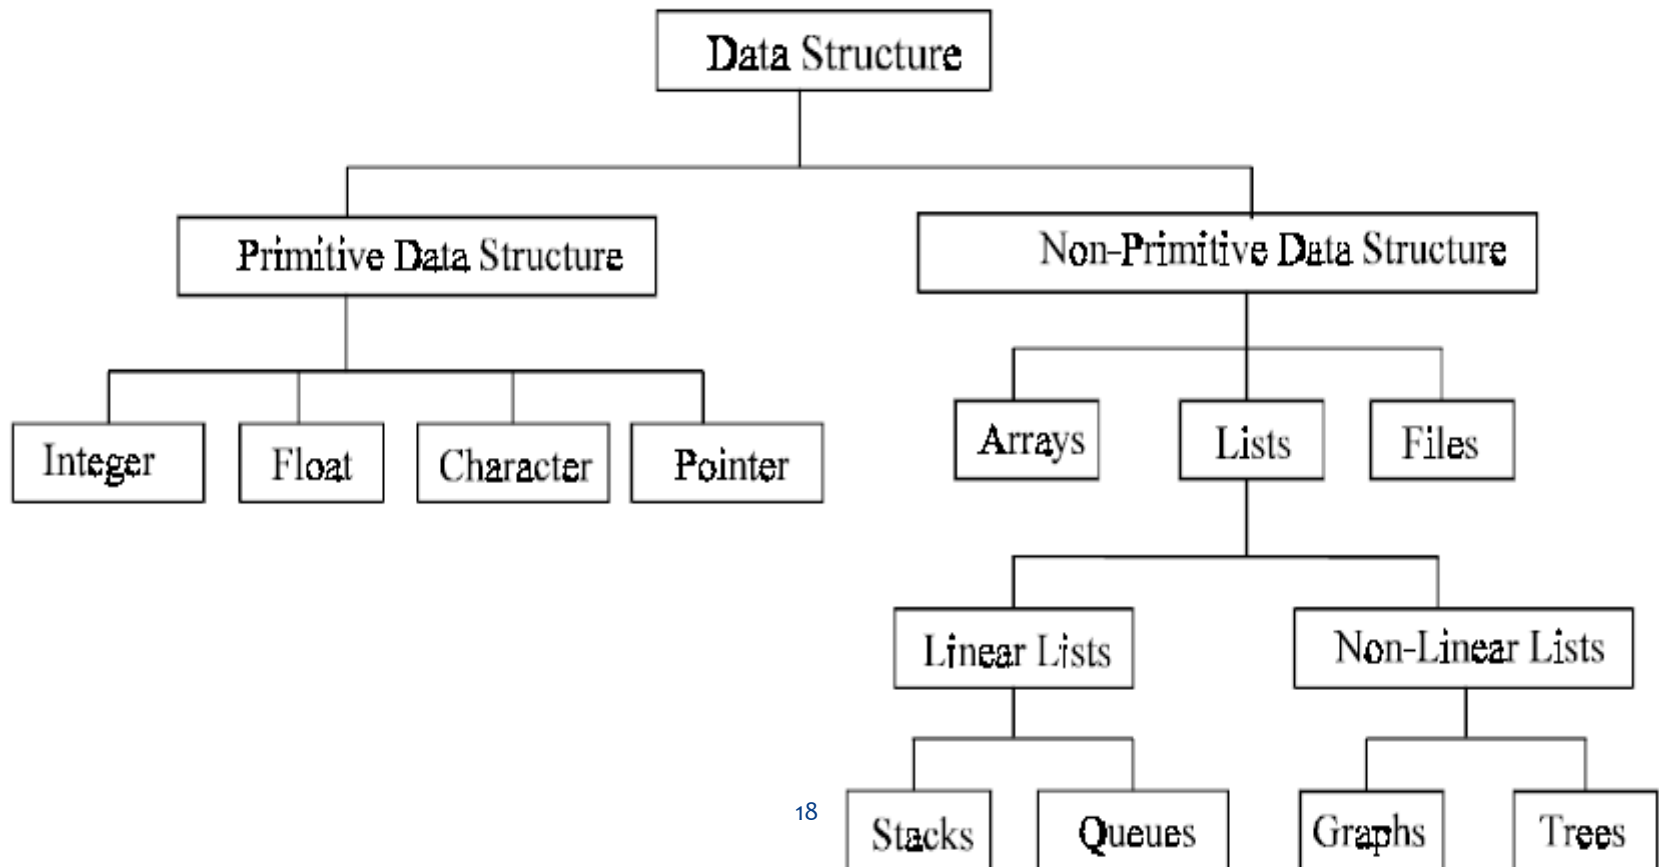 Data Structure
Primitive Data Structure
Non-Primitive Data Structure
Integer
Float
Character
Pointer
Arrays
Lists
Files
Linear Lists
Non-Linear Lists
Stacks
Queues
Graphs
Trees
18